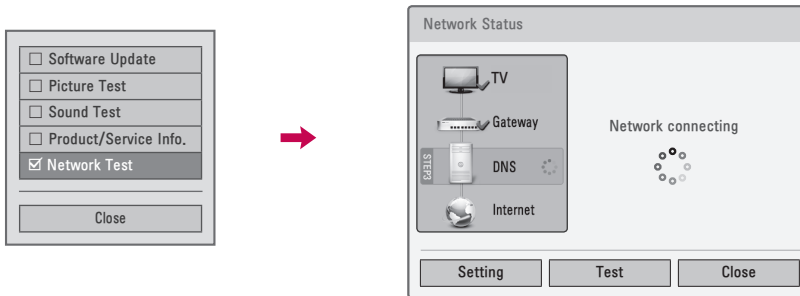 Software Update
Picture Test
Sound Test
Product/Service Info.
Network Test
Close
Network Status
TV
Gateway
STEP3
DNS
Internet
Network connecting
Setting
Test
Close